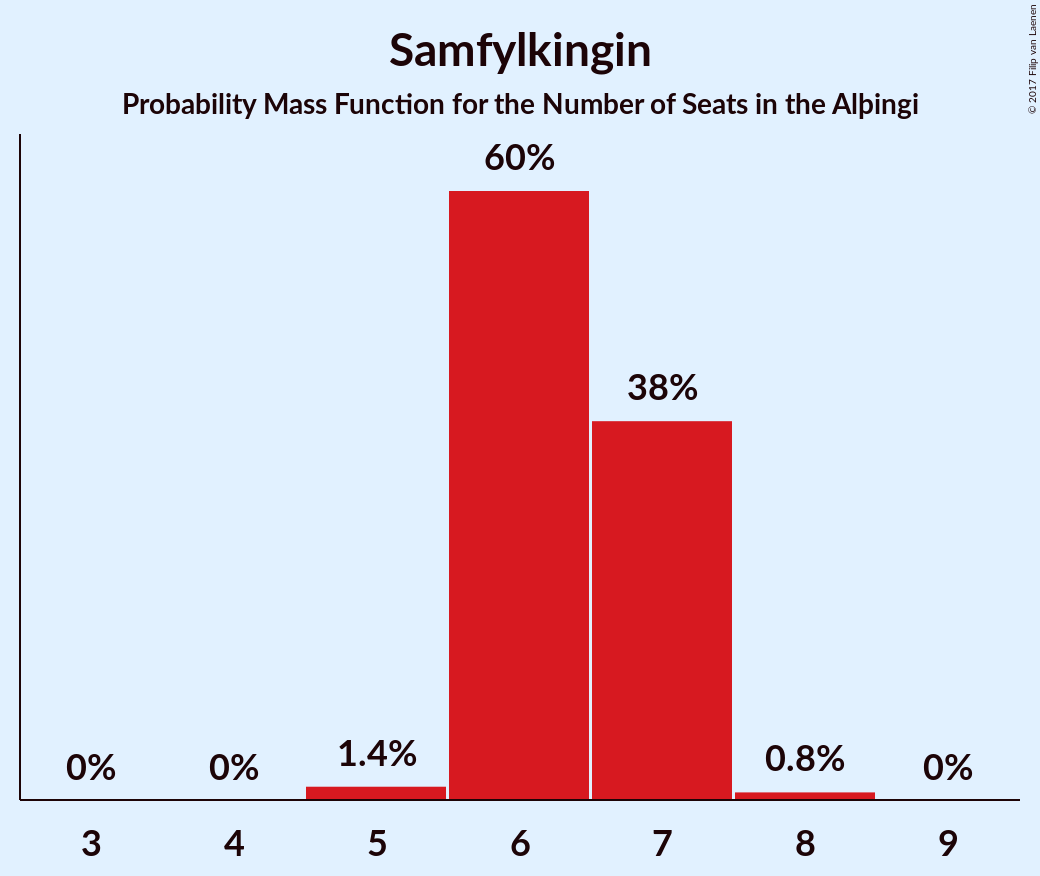 Samfylkingin
Probability Mass Function for the Number of Seats in the Alþingi
© 2017 Filip van Laenen
60%
38%
1.4%
0.8%
0%
0%
0%
3 4 5 6 7 8 9